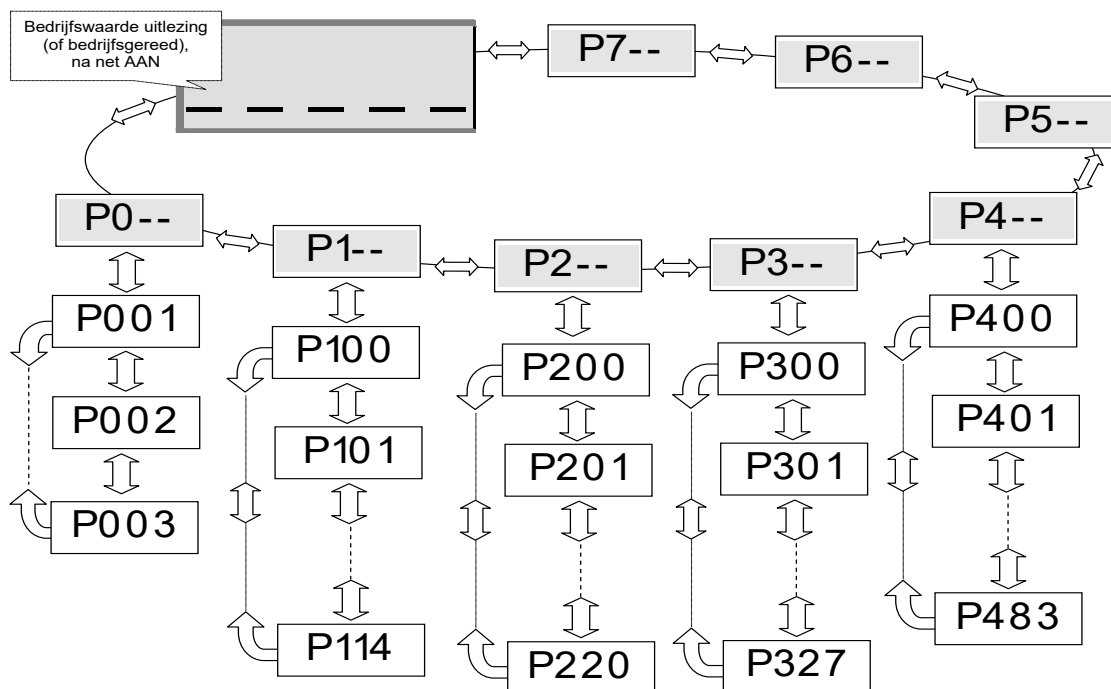 Bedrijfswaarde uitlezing
(of bedrijfsgereed),
na net AAN
P7--
P6--
P5--
P0--
P1--
P2--
P3--
P4--
P001
P002
P003
P100
P101
P114
P200
P201
P220
P300
P301
P327
P400
P401
P483